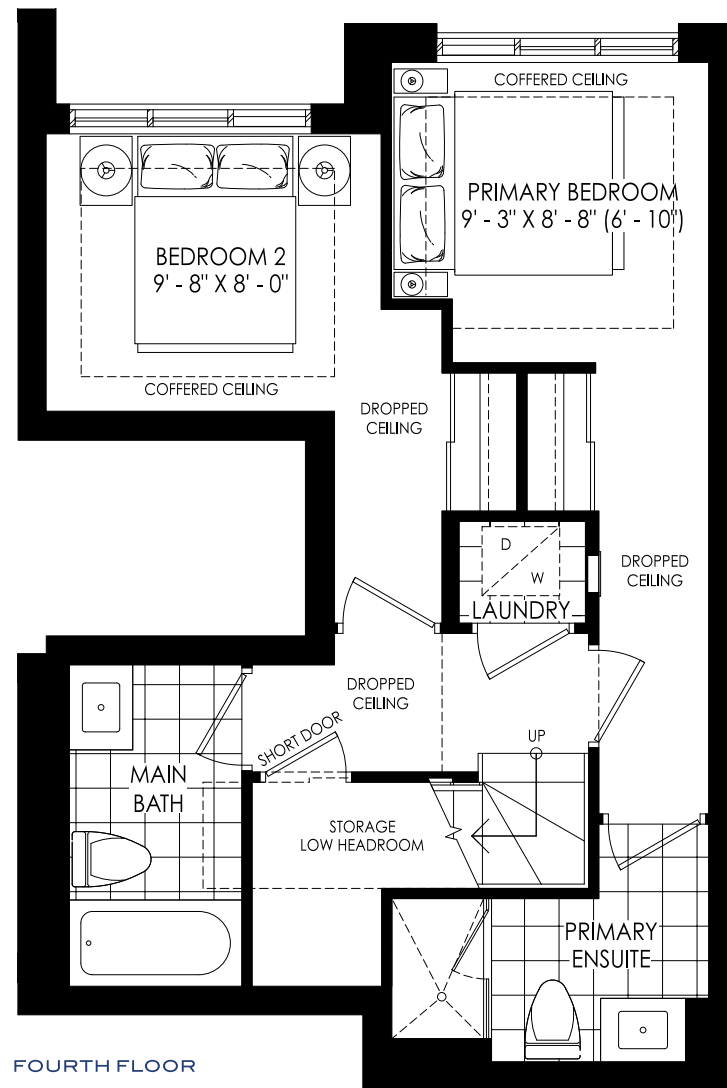 COFFERED CEILING
PRIMARY BEDROOM
9' - 3" X 8' - 8" (6' - 10")
BEDROOM 2
9' - 8" X 8' - 0"
COFFERED CEILING
DROPPED
CEILING
D
W
LAUNDRY
DROPPED
CEILING
DROPPED
CEILING
SHORT DOOR
UP
MAIN
BATH
STORAGE
LOW HEADROOM
PRIMARY
ENSUITE
FOURTH FLOOR